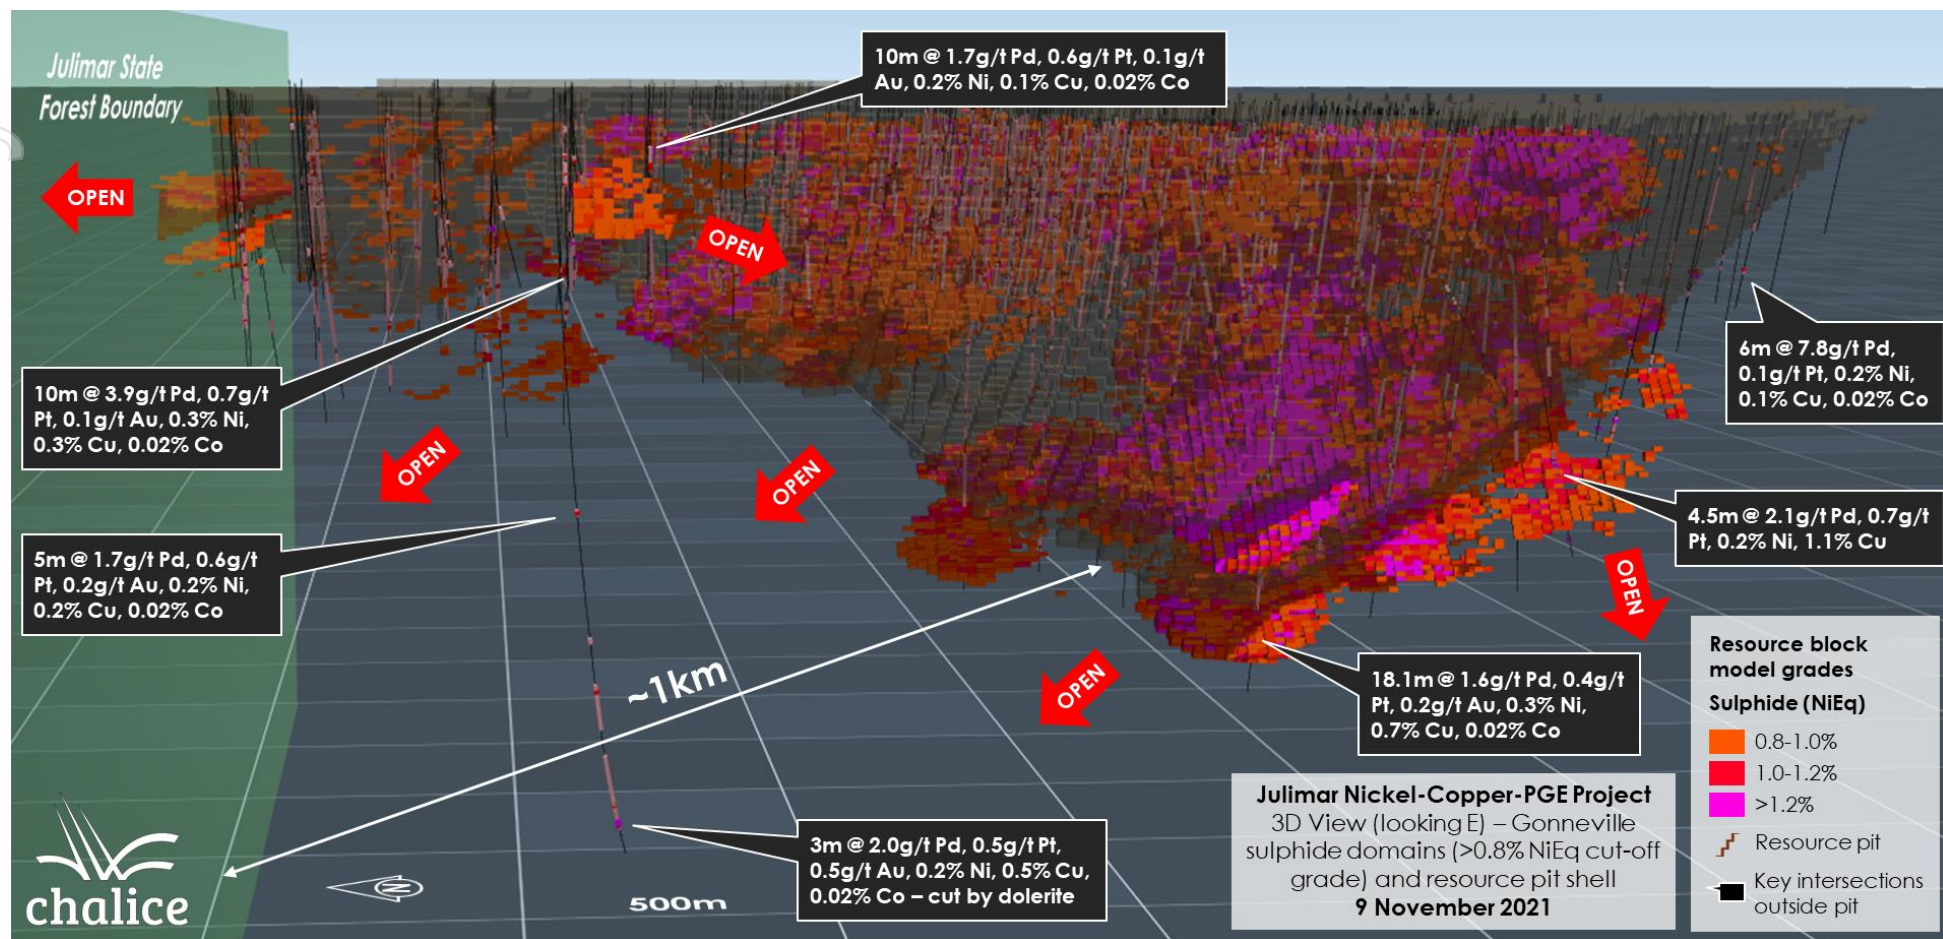 Julimar State
Forest Boundary
10m @ 1.7g/t Pd, 0.6g/t Pt, 0.1g/t
Au, 0.2% Ni, 0.1% Cu, 0.02% Co
OPEN
OPEN
10m @ 3.9g/t Pd, 0.7g/t
Pt, 0.1g/t Au, 0.3% Ni,
0.3% Cu, 0.02% Co
6m @ 7.8g/t Pd,
0.1g/t Pt, 0.2% Ni,
0.1% Cu, 0.02% Co
OPEN
OPEN
4.5m @ 2.1g/t Pd, 0.7g/t
Pt, 0.2% Ni, 1.1% Cu
5m @ 1.7g/t Pd, 0.6g/t
Pt, 0.2g/t Au, 0.2% Ni,
0.2% Cu, 0.02% Co
OPEN
~1km
OPEN
18.1m @ 1.6g/t Pd, 0.4g/t
Pt, 0.2g/t Au, 0.3% Ni,
0.7% Cu, 0.02% Co
Resource block
model grades
Sulphide (NiEq)
0.8-1.0%
1.0-1.2%
>1.2%
Resource pit
Key intersections
outside pit
3m @ 2.0g/t Pd, 0.5g/t Pt,
0.5g/t Au, 0.2% Ni, 0.5% Cu,
0.02% Co – cut by dolerite
Julimar Nickel-Copper-PGE Project
3D View (looking E) – Gonneville
sulphide domains (>0.8% NiEq cut-off
grade) and resource pit shell
9 November 2021
chalice
N
500m